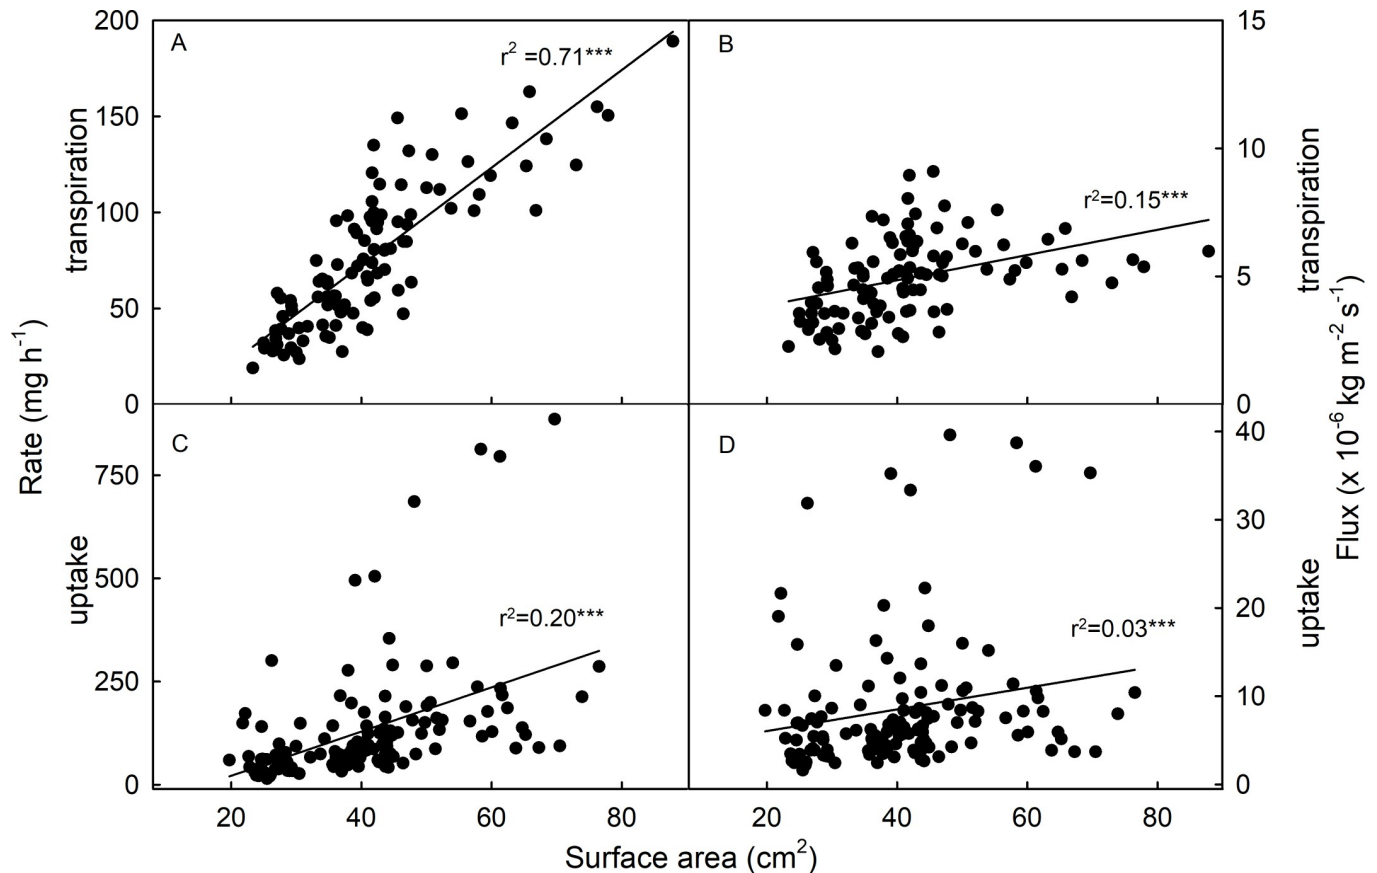 200
150
100
50
0
A
r² =0.71***
transpiration
B
r²=0.15***
15
10
5
0
transpiration
Rate (mg h⁻¹)
Flux (x 10⁻⁶ kg m⁻² s⁻¹)
750
500
250
0
C
r²=0.20***
uptake
D
r²=0.03***
40
30
20
10
0
uptake
20 40 60 80
20 40 60 80
Surface area (cm²)